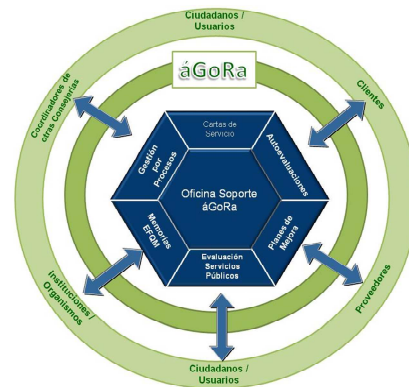 Ciudadanos /
Usuarios
áGoRa
Coordinadores de
otras Consejerías
Clientes
Cartas de
Servicio
Gestión
por
Procesos
Autoevaluaciones
Oficina Soporte
áGoRa
Memorias
EFQM
Planes de
Mejora
Evaluación
Servicios
Públicos
instituciones /
Organismos
Proveedores
Ciudadanos /
Usuarios